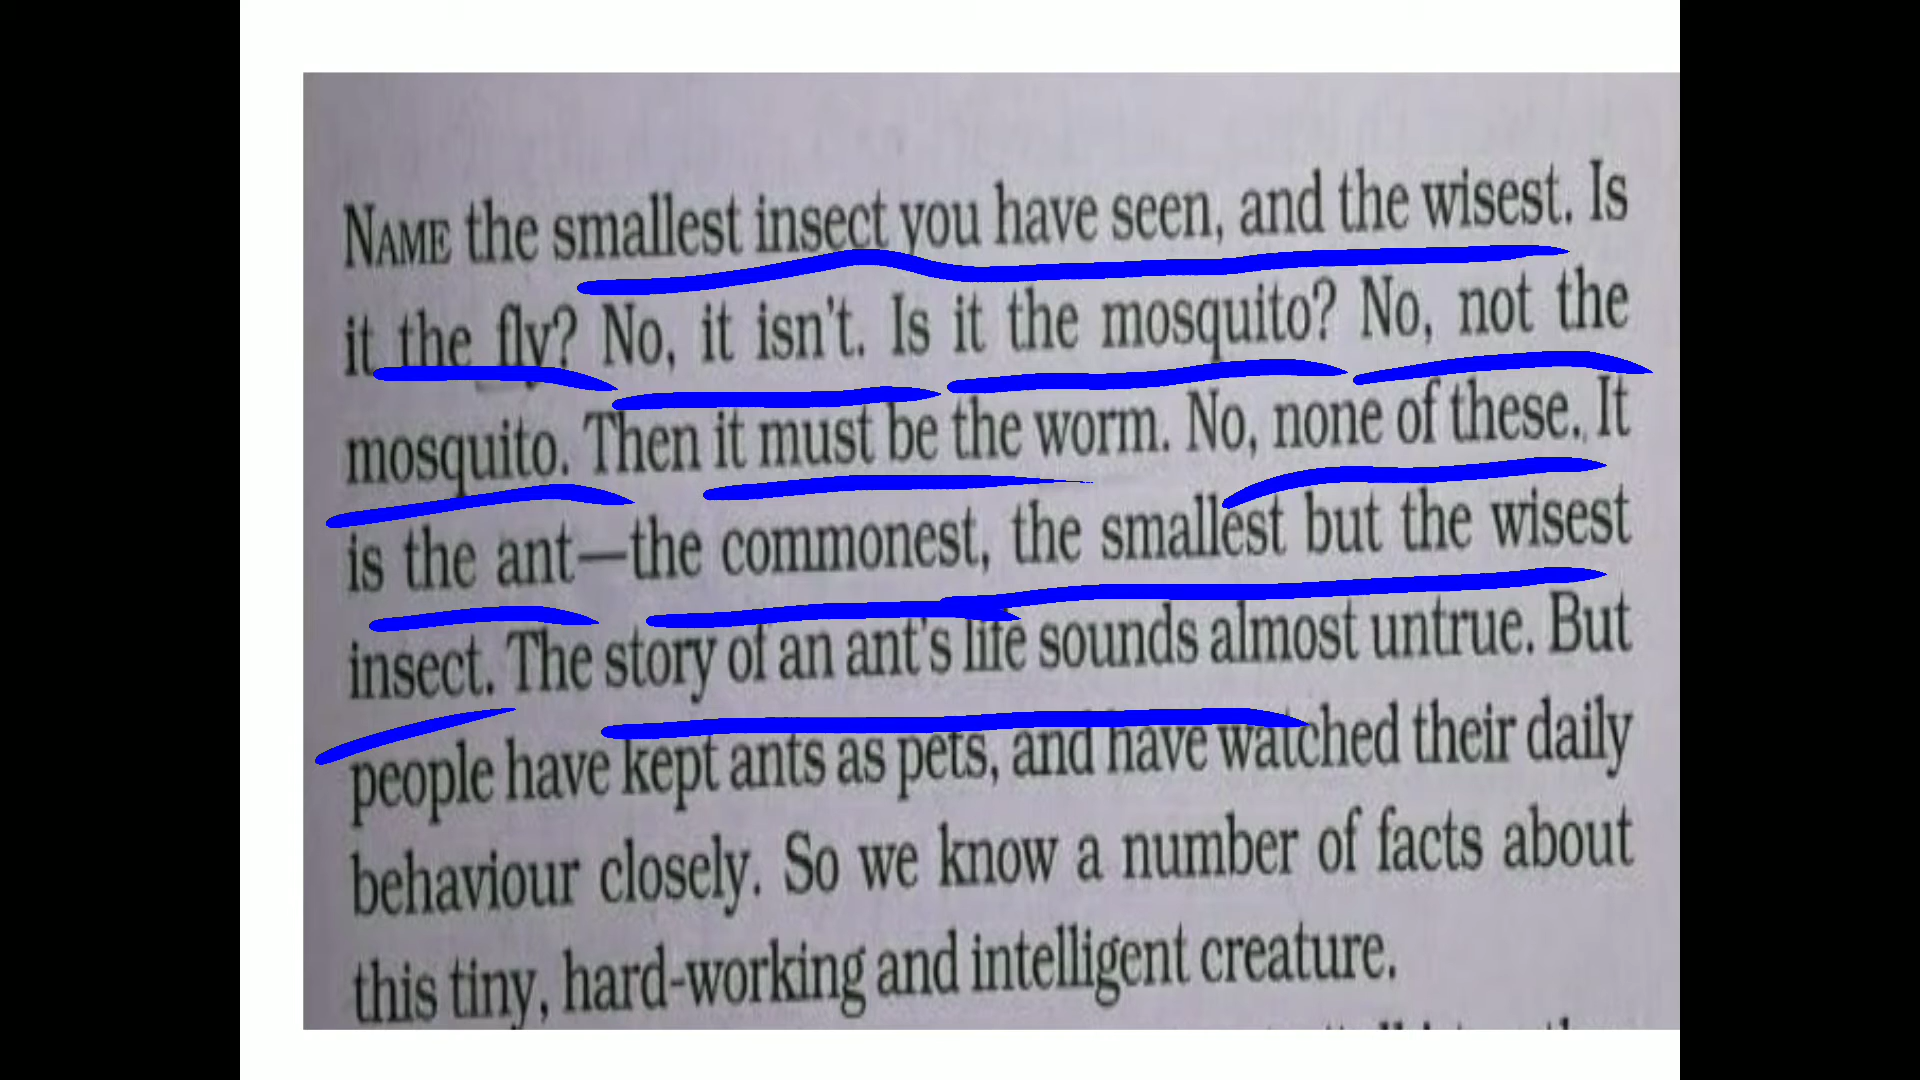 NAME the smallest insect you have seen, and the wisest. Is
it the fly? No, it isn't. Is it the mosquito? No, not the
mosquito. Then it must be the worm. No, none of these. It
is the ant—the commonest, the smallest but the wisest
insect. The story of an ant's life sounds almost untrue. But
people have kept ants as pets, and have watched their daily
behaviour closely. So we know a number of facts about
this tiny, hard-working and intelligent creature.